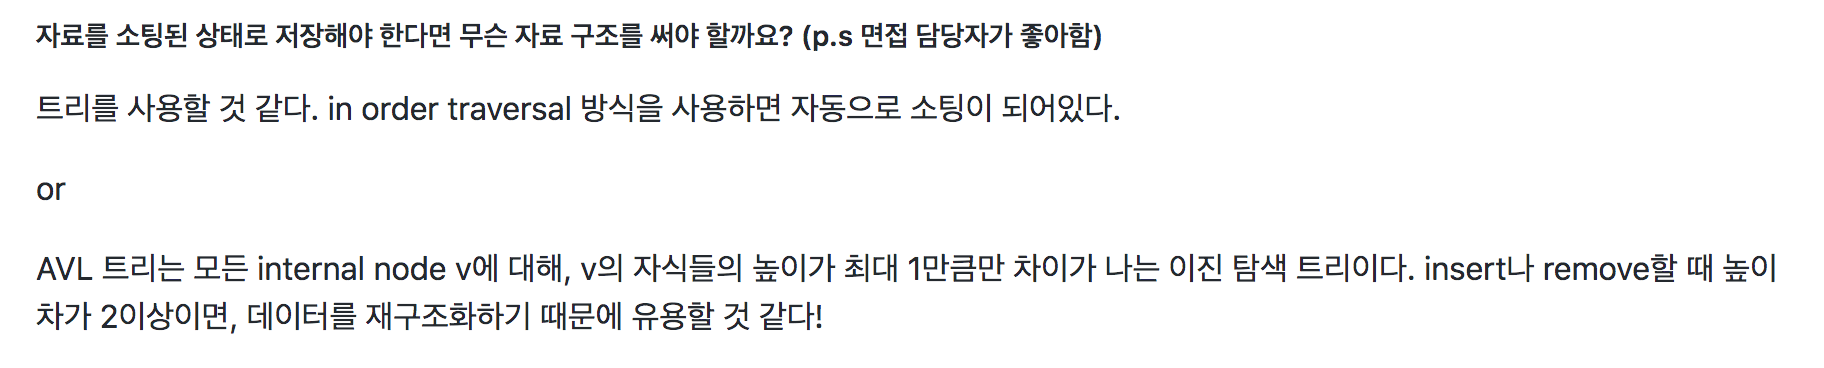 자료를 소팅된 상태로 저장해야 한다면 무슨 자료 구조를 써야 할까요? (p.s 면접 담당자가 좋아함)
트리를 사용할 것 같다. in order traversal 방식을 사용하면 자동으로 소팅이 되어있다.
or
AVL 트리는 모든 internal node v에 대해, v의 자식들의 높이가 최대 1만큼만 차이가 나는 이진 탐색 트리이다. insert나 remove할 때 높이
차가 2이상이면, 데이터를 재구조화하기 때문에 유용할 것 같다!